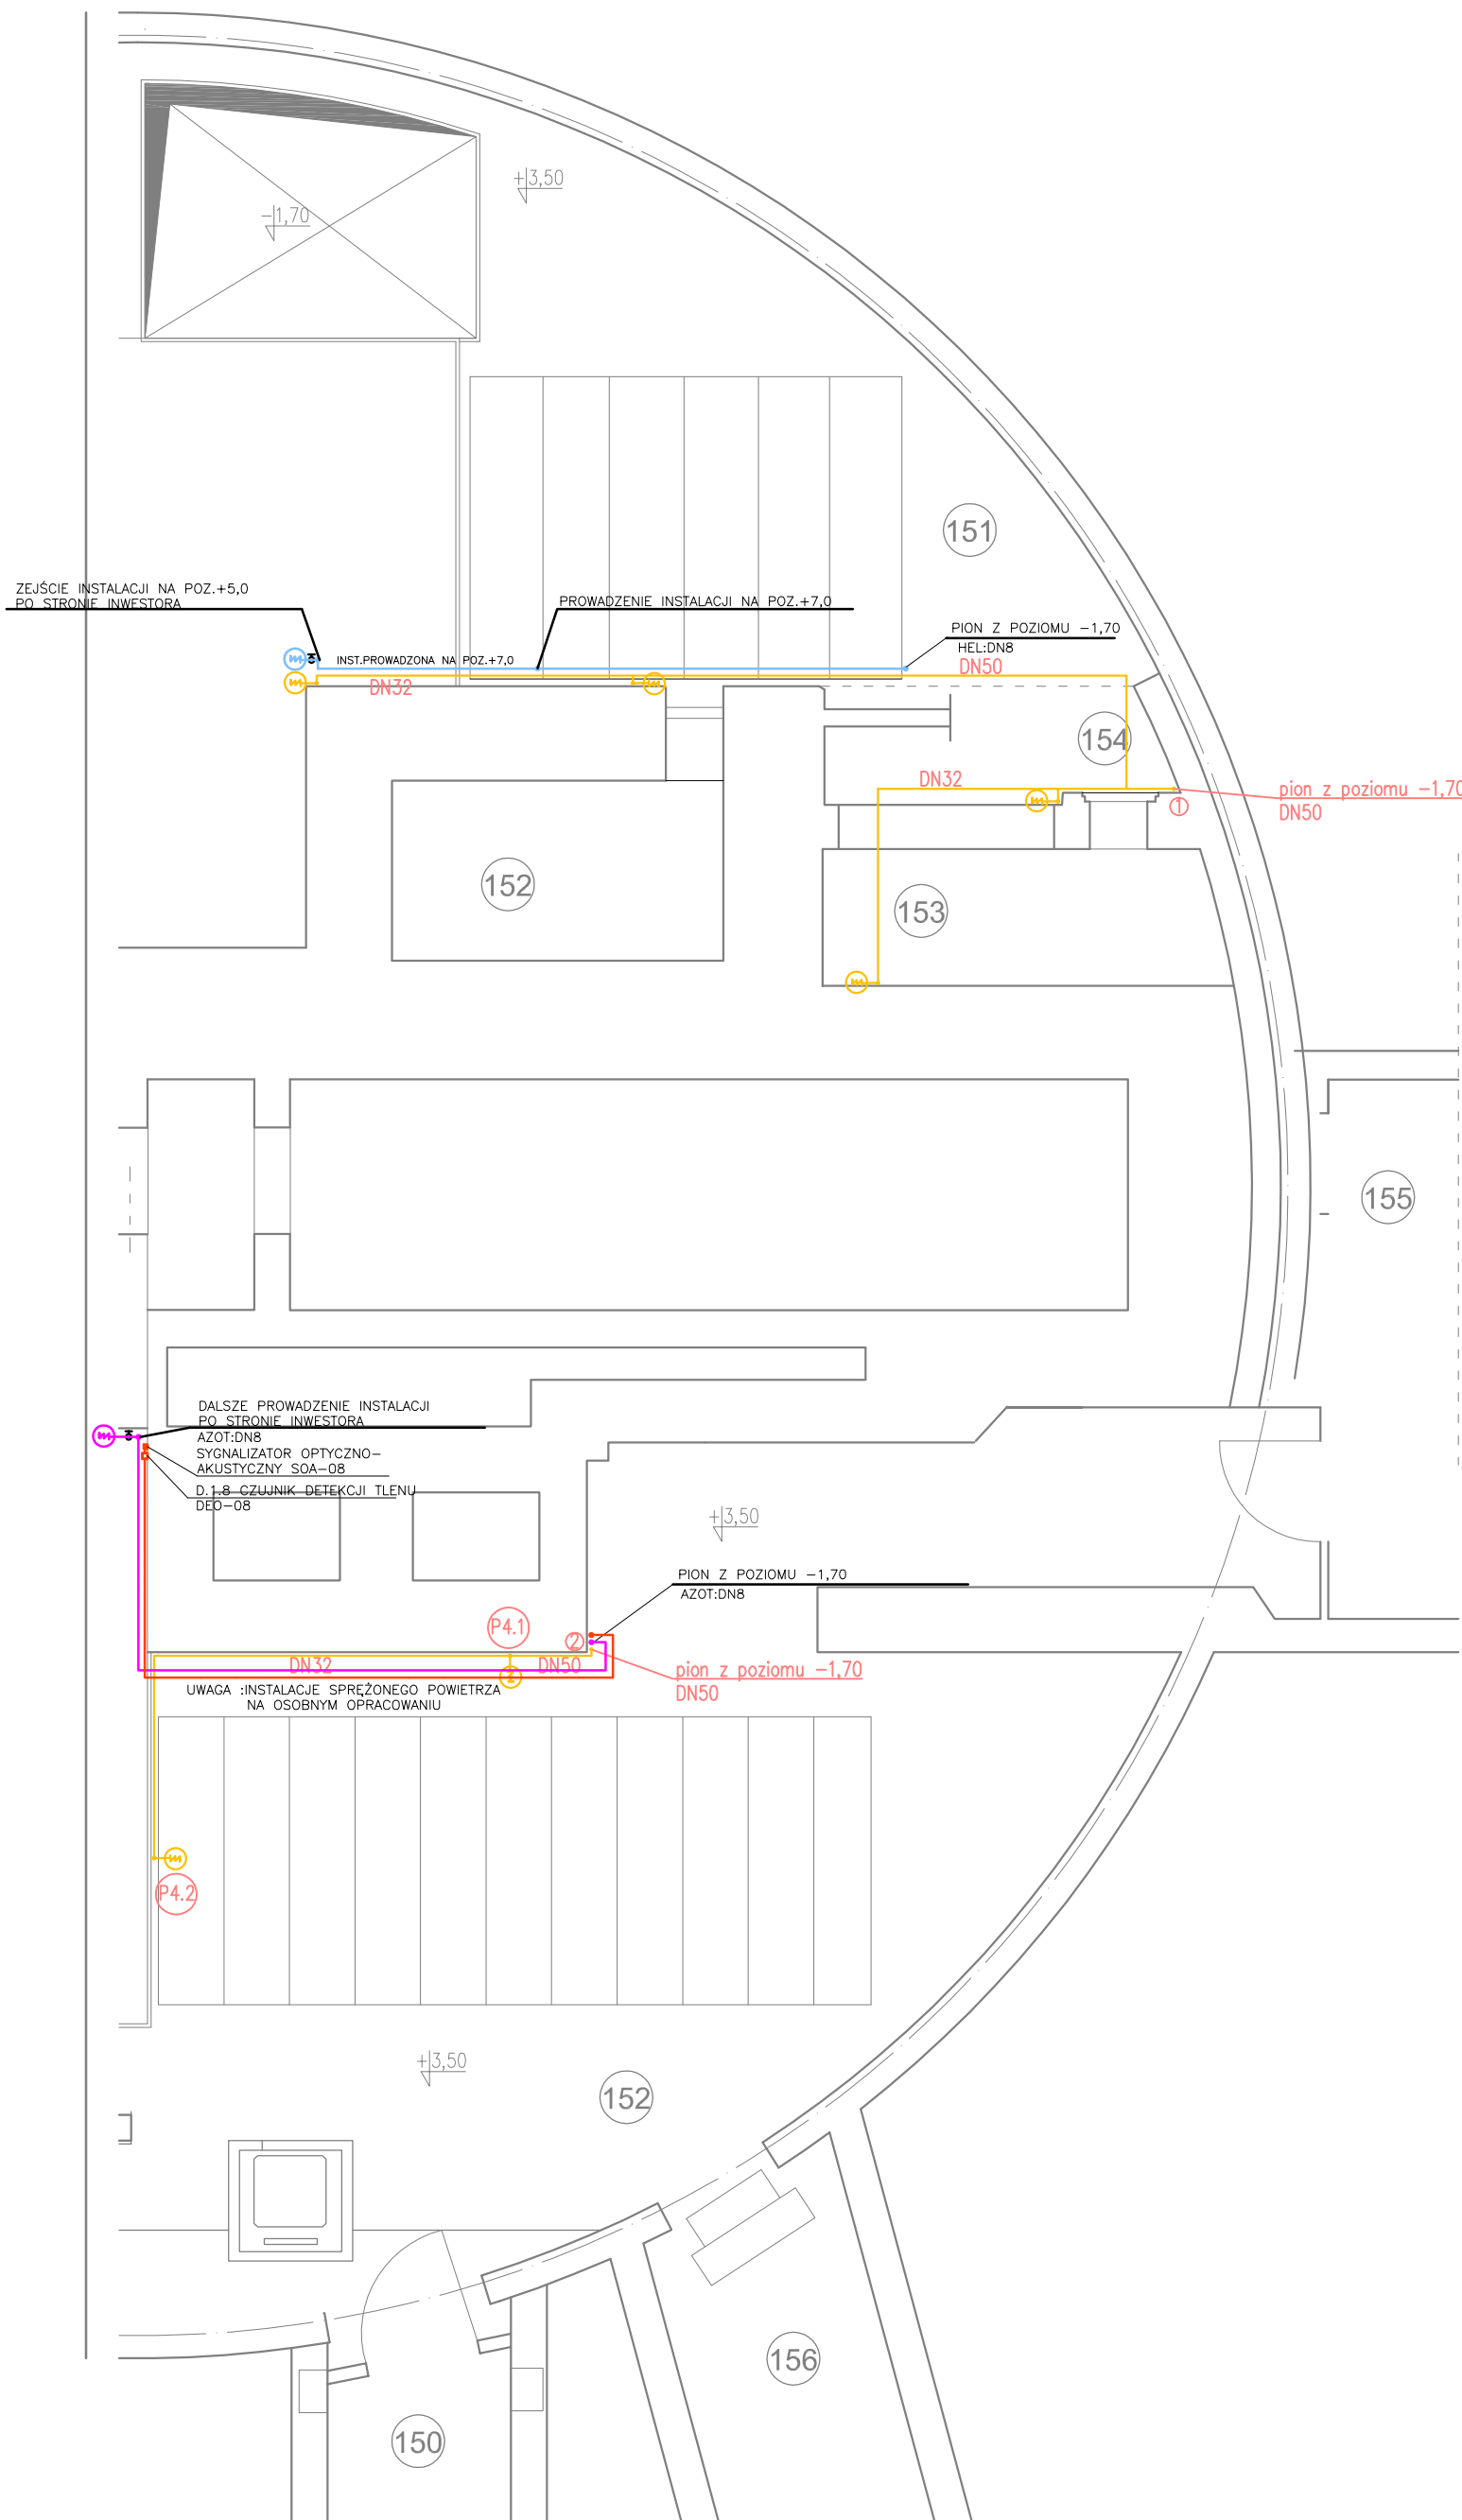 +3,50
-1,70
151
ZEJŚCIE INSTALACJI NA POZ.+5,0
PO STRONIE INWESTORA
PROWADZENIE INSTALACJI NA POZ.+7,0
PION Z POZIOMU -1,70
HEL:DN8
DN50
INST.PROWADZONA NA POZ.+7,0
DN32
154
DN32
pion z poziomu -1,70
DN50
1
152
153
155
DALSZE PROWADZENIE INSTALACJI
PO STRONIE INWESTORA
AZOT:DN8
SYGNALIZATOR OPTYCZNO-
AKUSTYCZNY SOA-08
D.1.8 CZUJNIK DETEKCJI TLENU
DEO-08
+3,50
PION Z POZIOMU -1,70
AZOT:DN8
P4.1
2
DN32
DN50
pion z poziomu -1,70
DN50
UWAGA :INSTALACJE SPRĘŻONEGO POWIETRZA
NA OSOBNYM OPRACOWANIU
P4.2
+3,50
152
156
150